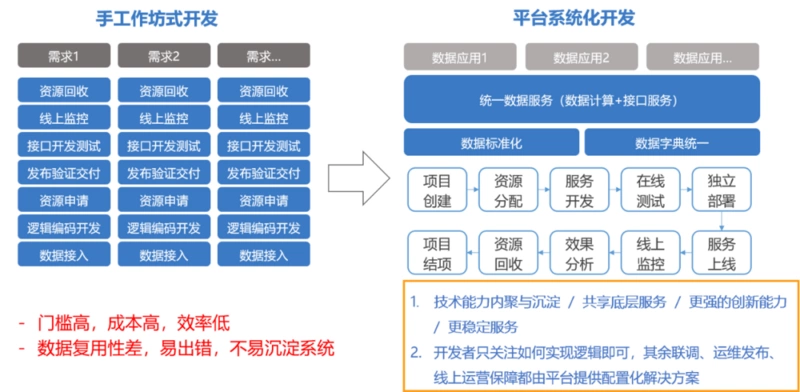 手工作坊式开发
需求1 需求2 需求...
资源回收 资源回收 资源回收
线上监控 线上监控 线上监控
接口开发测试 接口开发测试 接口开发测试
发布验证交付 发布验证交付 发布验证交付
资源申请 资源申请 资源申请
逻辑编码开发 逻辑编码开发 逻辑编码开发
数据接入 数据接入 数据接入
- 门槛高，成本高，效率低
- 数据复用性差，易出错，不易沉淀系统
平台系统化开发
数据应用1 数据应用2 数据应用...
统一数据服务（数据计算+接口服务）
数据标准化 数据字典统一
项目 资源 服务 在线 独立
创建 分配 开发 测试 部署
项目 资源 效果 线上 服务
结项 回收 分析 监控 上线
1. 技术能力内聚与沉淀 / 共享底层服务 / 更强的创新能力
/ 更稳定服务
2. 开发者只关注如何实现逻辑即可，其余联调、运维发布、
线上运营保障都由平台提供配置化解决方案